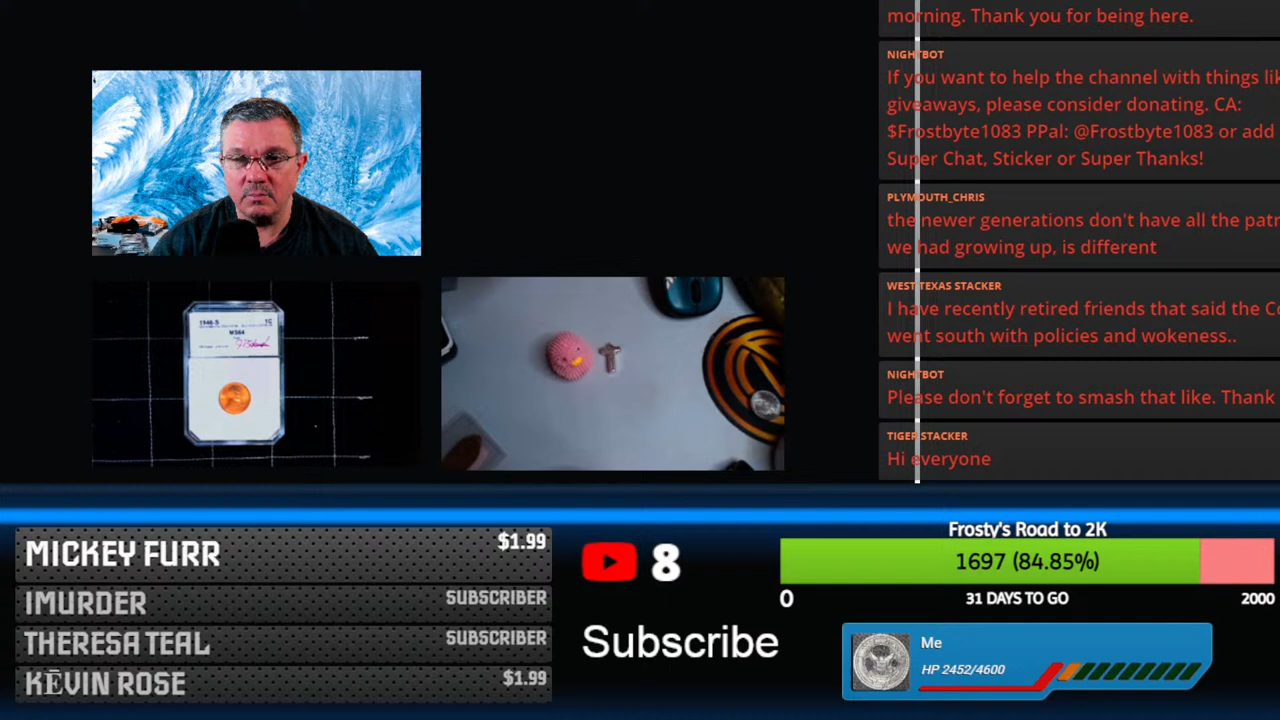 morning. Thank you for being here.
NIGHTBOT
If you want to help the channel with things lik
giveaways, please consider donating. CA:
$Frostbyte1083 PPal: @Frostbyte1083 or add
Super Chat, Sticker or Super Thanks!
PLYMOUTH_CHRIS
the newer generations don't have all the patr
we had growing up, is different
WEST TEXAS STACKER
I have recently retired friends that said the Co
went south with policies and wokeness..
NIGHTBOT
Please don't forget to smash that like. Thank
TIGER STACKER
Hi everyone
1946-S 1C
MS64
MICKEY FURR $1.99
IMURDER SUBSCRIBER
THERESA TEAL SUBSCRIBER
KEVIN ROSE $1.99
8
Subscribe
Frosty's Road to 2K
1697 (84.85%)
0 31 DAYS TO GO 2000
Me
HP 2452/4600